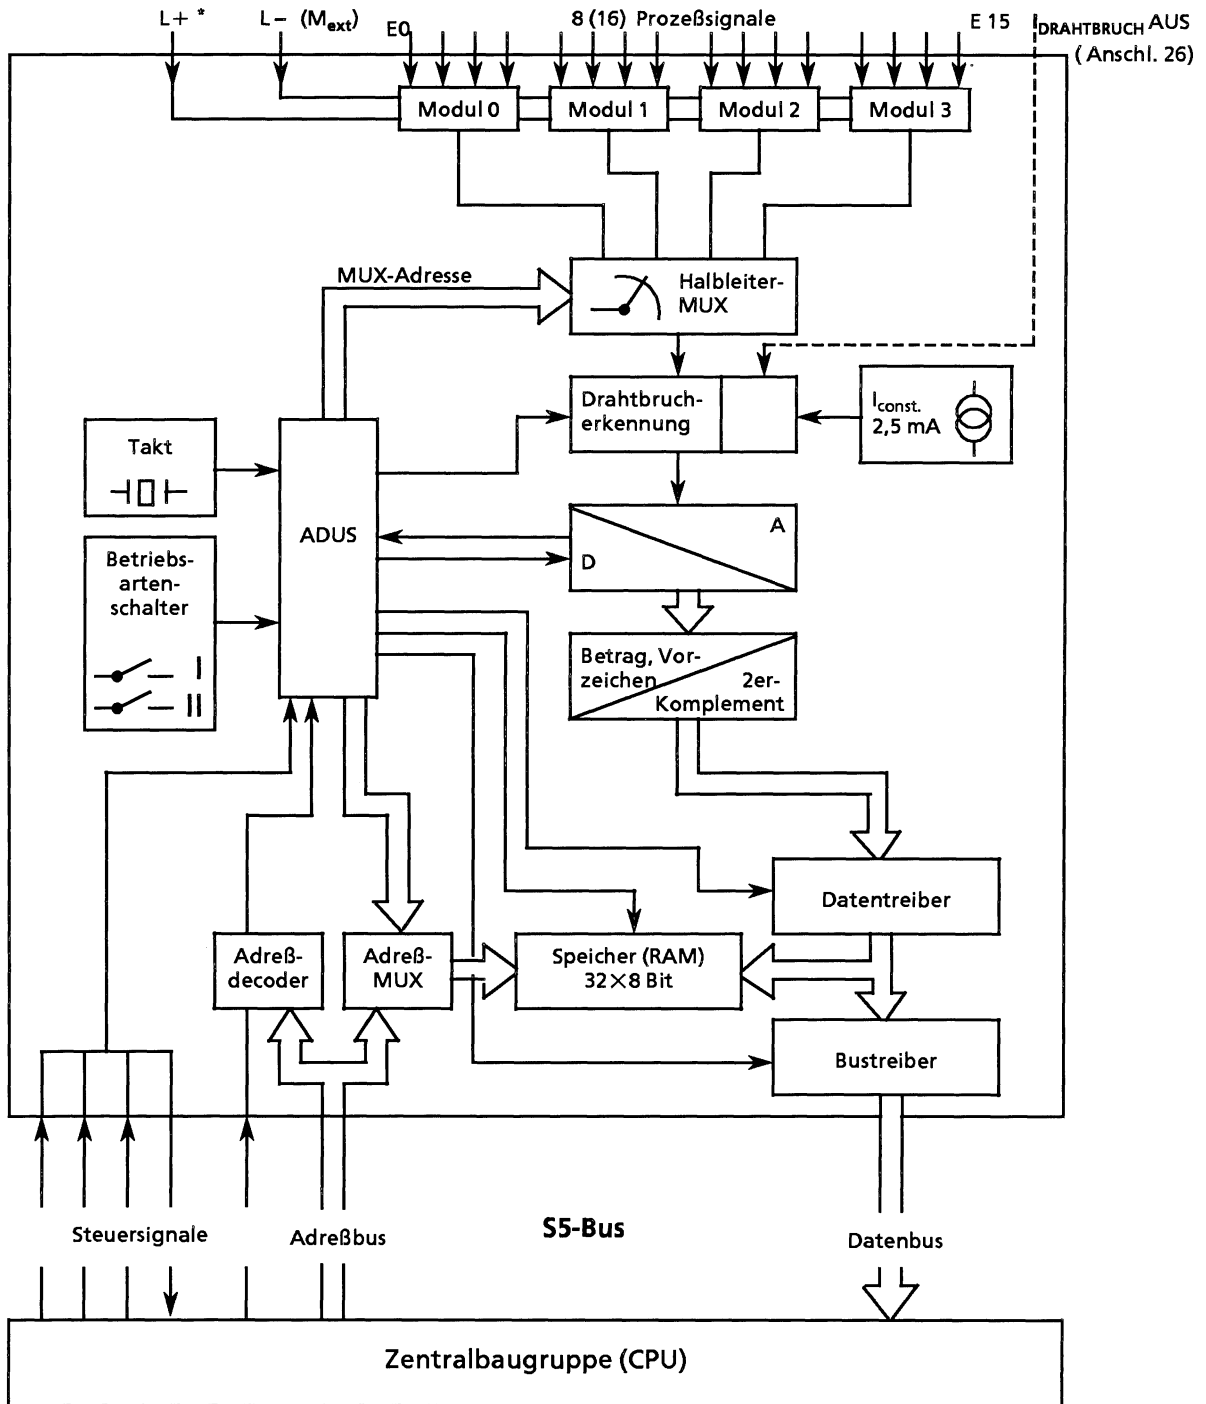 L+ *
L− (Mext)
E0
8 (16) Prozeßsignale
E 15
DRAHTBRUCH AUS
(Anschl. 26)
Modul 0
Modul 1
Modul 2
Modul 3
MUX-Adresse
Halbleiter-
MUX
Drahtbruch-
erkennung
Iconst.
2,5 mA
Takt
ADUS
A
D
Betriebs-
arten-
schalter
I
II
Betrag, Vor-
zeichen
2er-
Komplement
Datentreiber
Adreß-
decoder
Adreß-
MUX
Speicher (RAM)
32×8 Bit
Bustreiber
Steuersignale
Adreßbus
S5-Bus
Datenbus
Zentralbaugruppe (CPU)